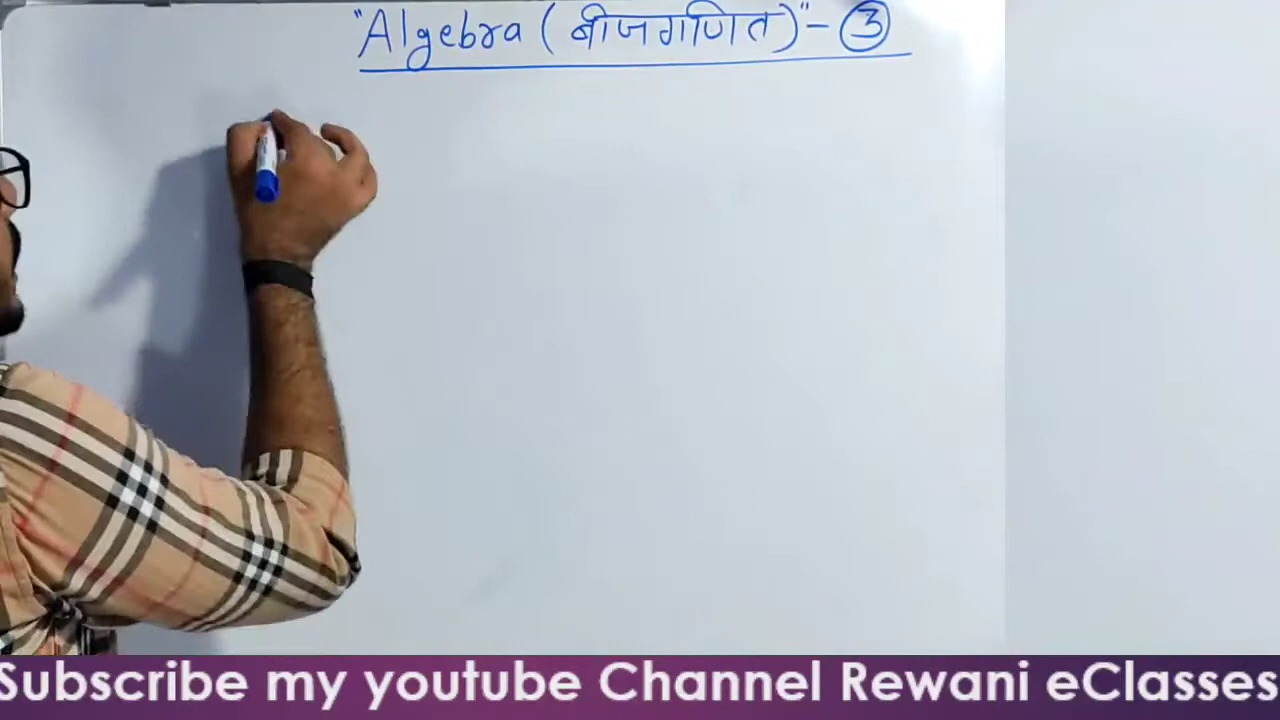 "Algebra (बीजगणित)"-③
Subscribe my youtube Channel Rewani eClasses